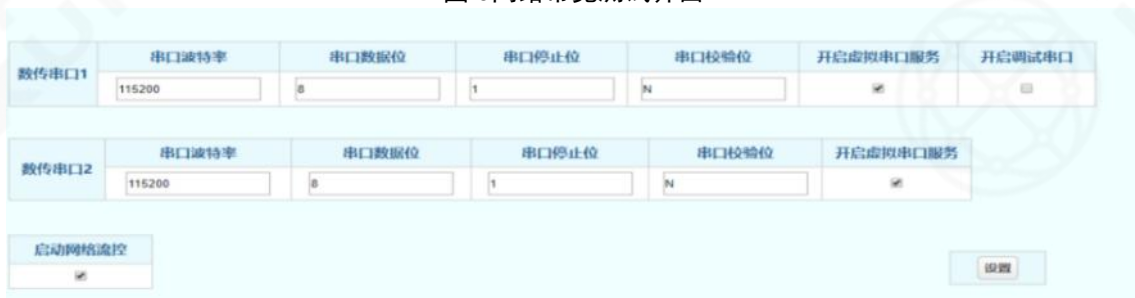 数传串口1 串口波特率 串口数据位 串口停止位 串口校验位 开启虚拟串口服务 开启调试串口
115200 8 1 N
数传串口2 串口波特率 串口数据位 串口停止位 串口校验位 开启虚拟串口服务
115200 8 1 N
启动网络流控
设置